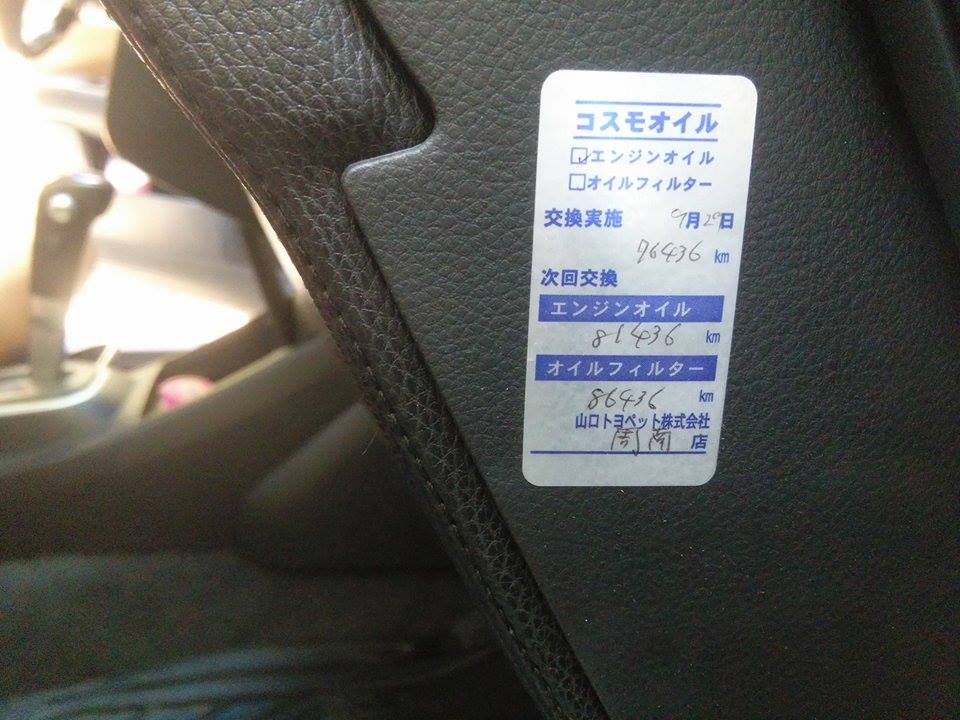 コスモオイル
☑エンジンオイル
☐オイルフィルター
交換実施 9月29日
76436 km
次回交換
エンジンオイル
81436 km
オイルフィルター
86436 km
山口トヨペット株式会社
周南 店